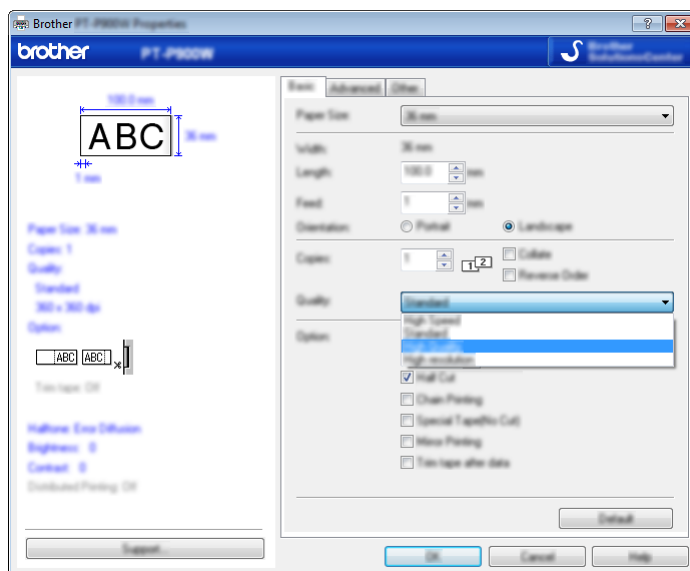 Brother PT-P900W Properties
brother PT-P900W
Brother
SolutionsCenter
100.0 mm
ABC
36 mm
1 mm
Paper Size: 36 mm
Copies: 1
Quality:
Standard
360 x 360 dpi
Option:
ABC ABC
Trim tape: Off
Halftone: Error Diffusion
Brightness: 0
Contrast: 0
Distributed Printing: Off
Support...
Basic Advanced Other
Paper Size: 36 mm
Width: 36 mm
Length: 100.0 mm
Feed: 1 mm
Orientation: Portrait Landscape
Copies: 1 1 2 Collate
Reverse Order
Quality: Standard
High Speed
Standard
High Quality
High resolution
Option:
Half Cut
Chain Printing
Special Tape(No Cut)
Mirror Printing
Trim tape after data
Default
OK Cancel Help